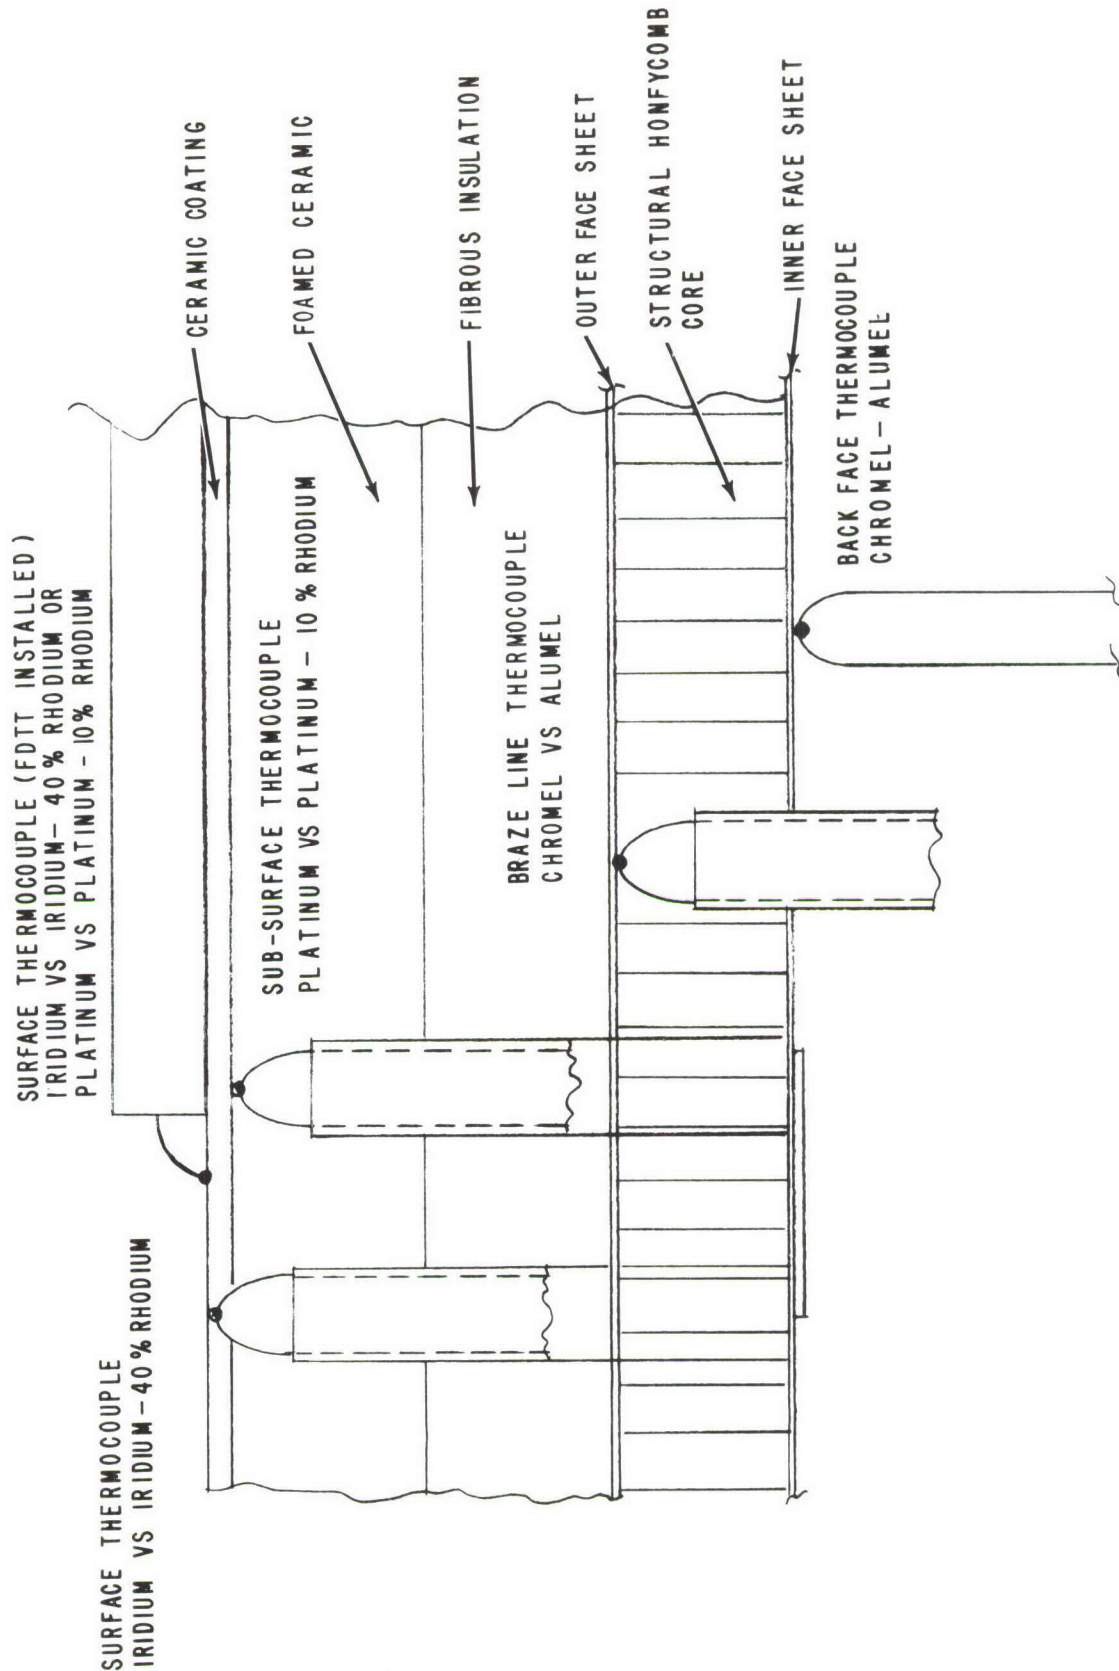 SURFACE THERMOCOUPLE
IRIDIUM VS IRIDIUM-40% RHODIUM
SURFACE THERMOCOUPLE (FDTT INSTALLED)
IRIDIUM VS IRIDIUM-40% RHODIUM OR
PLATINUM VS PLATINUM-10% RHODIUM
CERAMIC COATING
SUB-SURFACE THERMOCOUPLE
PLATINUM VS PLATINUM-10% RHODIUM
FOAMED CERAMIC
FIBROUS INSULATION
BRAZE LINE THERMOCOUPLE
CHROMEL VS ALUMEL
OUTER FACE SHEET
STRUCTURAL HONFYCOMB
CORE
INNER FACE SHEET
BACK FACE THERMOCOUPLE
CHROMEL-ALUMEL